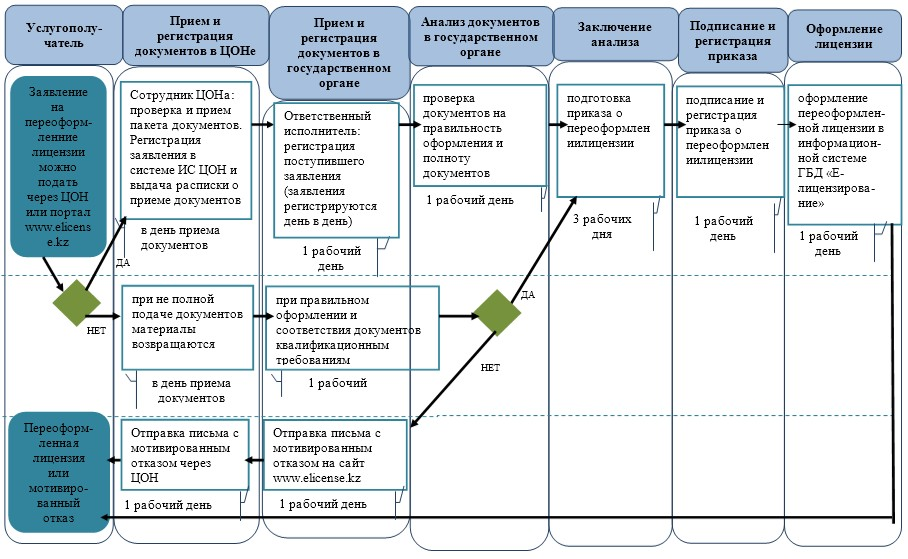 Услугополу-
чатель
Прием и
регистрация
документов в ЦОНе
Прием и
регистрация
документов в
государственном
органе
Анализ документов
в государственном
органе
Заключение
анализа
Подписание и
регистрация
приказа
Оформление
лицензии
Заявление
на
переоформ-
ленние
лицензии
можно
подать
через ЦОН
или портал
www.elicens
e.kz
Сотрудник ЦОНа:
проверка и прием
пакета документов.
Регистрация
заявления в
системе ИС ЦОН и
выдача расписки о
приеме документов
в день приема
документов
Ответственный
исполнитель:
регистрация
поступившего
заявления
(заявления
регистрируются
день в день)
1 рабочий
день
проверка
документов на
правильность
оформления и
полноту
документов
1 рабочий день
подготовка
приказа о
переоформлен
иилицензии
3 рабочих
дня
подписание и
регистрация
приказа о
переоформлен
иилицензии
1 рабочий
день
оформление
переоформлен-
ной лицензии в
информацион-
ной системе
ГБД «Е-
лицензирова-
ние»
1 рабочий
день
ДА
НЕТ
при не полной
подаче документов
материалы
возвращаются
в день приема
документов
при правильном
оформлении и
соответствия документов
квалификационным
требованиям
1 рабочий
ДА
НЕТ
Переоформ-
ленная
лицензия
или
мотивиро-
ванный
отказ
Отправка письма с
мотивированным
отказом через
ЦОН
1 рабочий день
Отправка письма с
мотивированным
отказом на сайт
www.elicense.kz
1 рабочий день